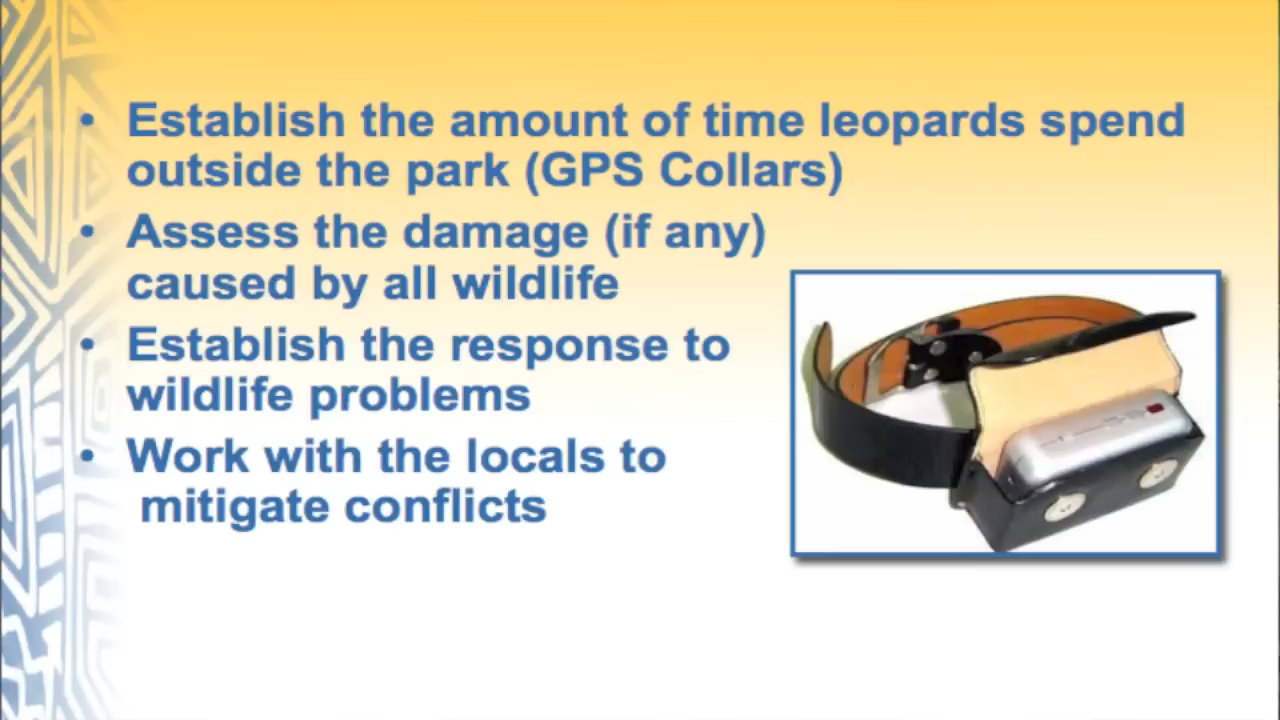 • Establish the amount of time leopards spend
outside the park (GPS Collars)
• Assess the damage (if any)
caused by all wildlife
• Establish the response to
wildlife problems
• Work with the locals to
mitigate conflicts